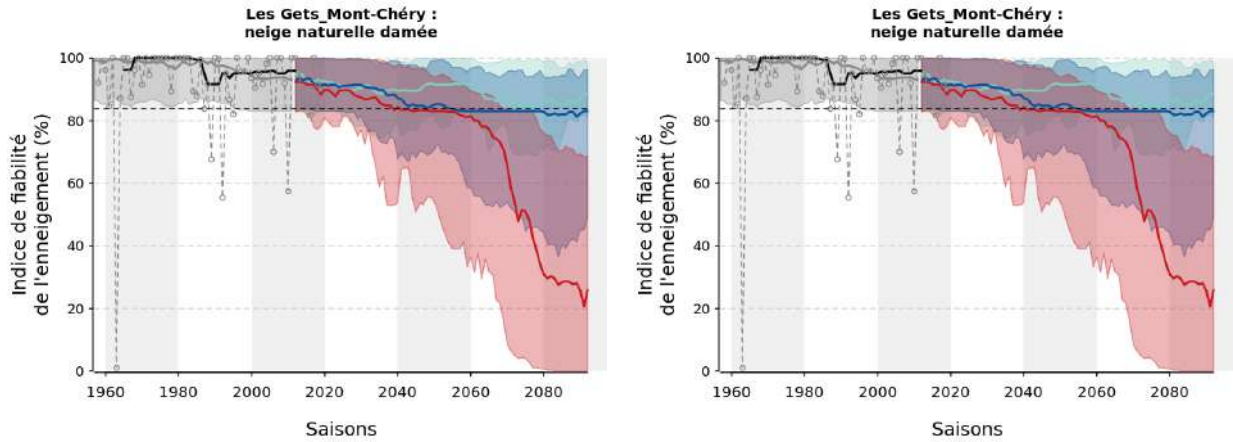 Les Gets_Mont-Chéry :
neige naturelle damée
Indice de fiabilité
de l'enneigement (%)
100
80
60
40
20
0
1960 1980 2000 2020 2040 2060 2080
Saisons
Les Gets_Mont-Chéry :
neige naturelle damée
Indice de fiabilité
de l'enneigement (%)
100
80
60
40
20
0
1960 1980 2000 2020 2040 2060 2080
Saisons